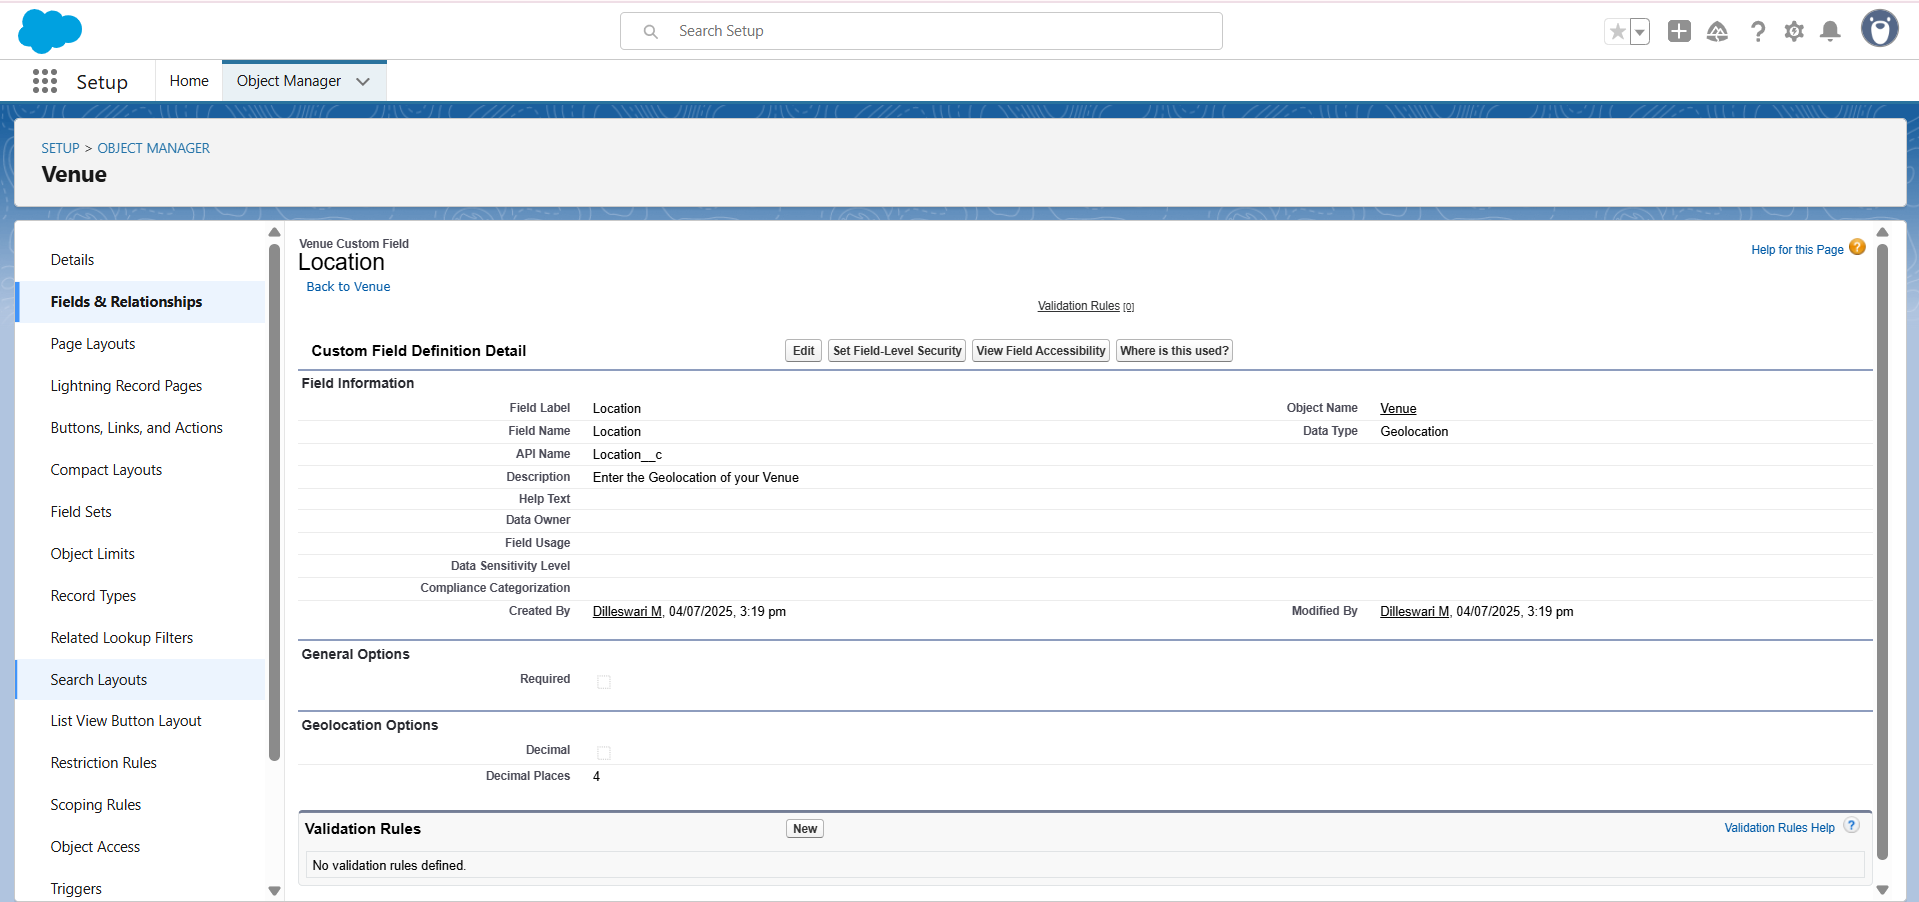 Search Setup
Setup
Home
Object Manager
SETUP > OBJECT MANAGER
Venue
Details
Fields & Relationships
Page Layouts
Lightning Record Pages
Buttons, Links, and Actions
Compact Layouts
Field Sets
Object Limits
Record Types
Related Lookup Filters
Search Layouts
List View Button Layout
Restriction Rules
Scoping Rules
Object Access
Triggers
Venue Custom Field
Location
Back to Venue
Help for this Page ?
Validation Rules [0]
Custom Field Definition Detail
Edit
Set Field-Level Security
View Field Accessibility
Where is this used?
Field Information
Field Label Location Object Name Venue
Field Name Location Data Type Geolocation
API Name Location__c
Description Enter the Geolocation of your Venue
Help Text
Data Owner
Field Usage
Data Sensitivity Level
Compliance Categorization
Created By Dilleswari M, 04/07/2025, 3:19 pm Modified By Dilleswari M, 04/07/2025, 3:19 pm
General Options
Required
Geolocation Options
Decimal
Decimal Places 4
Validation Rules
New
Validation Rules Help ?
No validation rules defined.